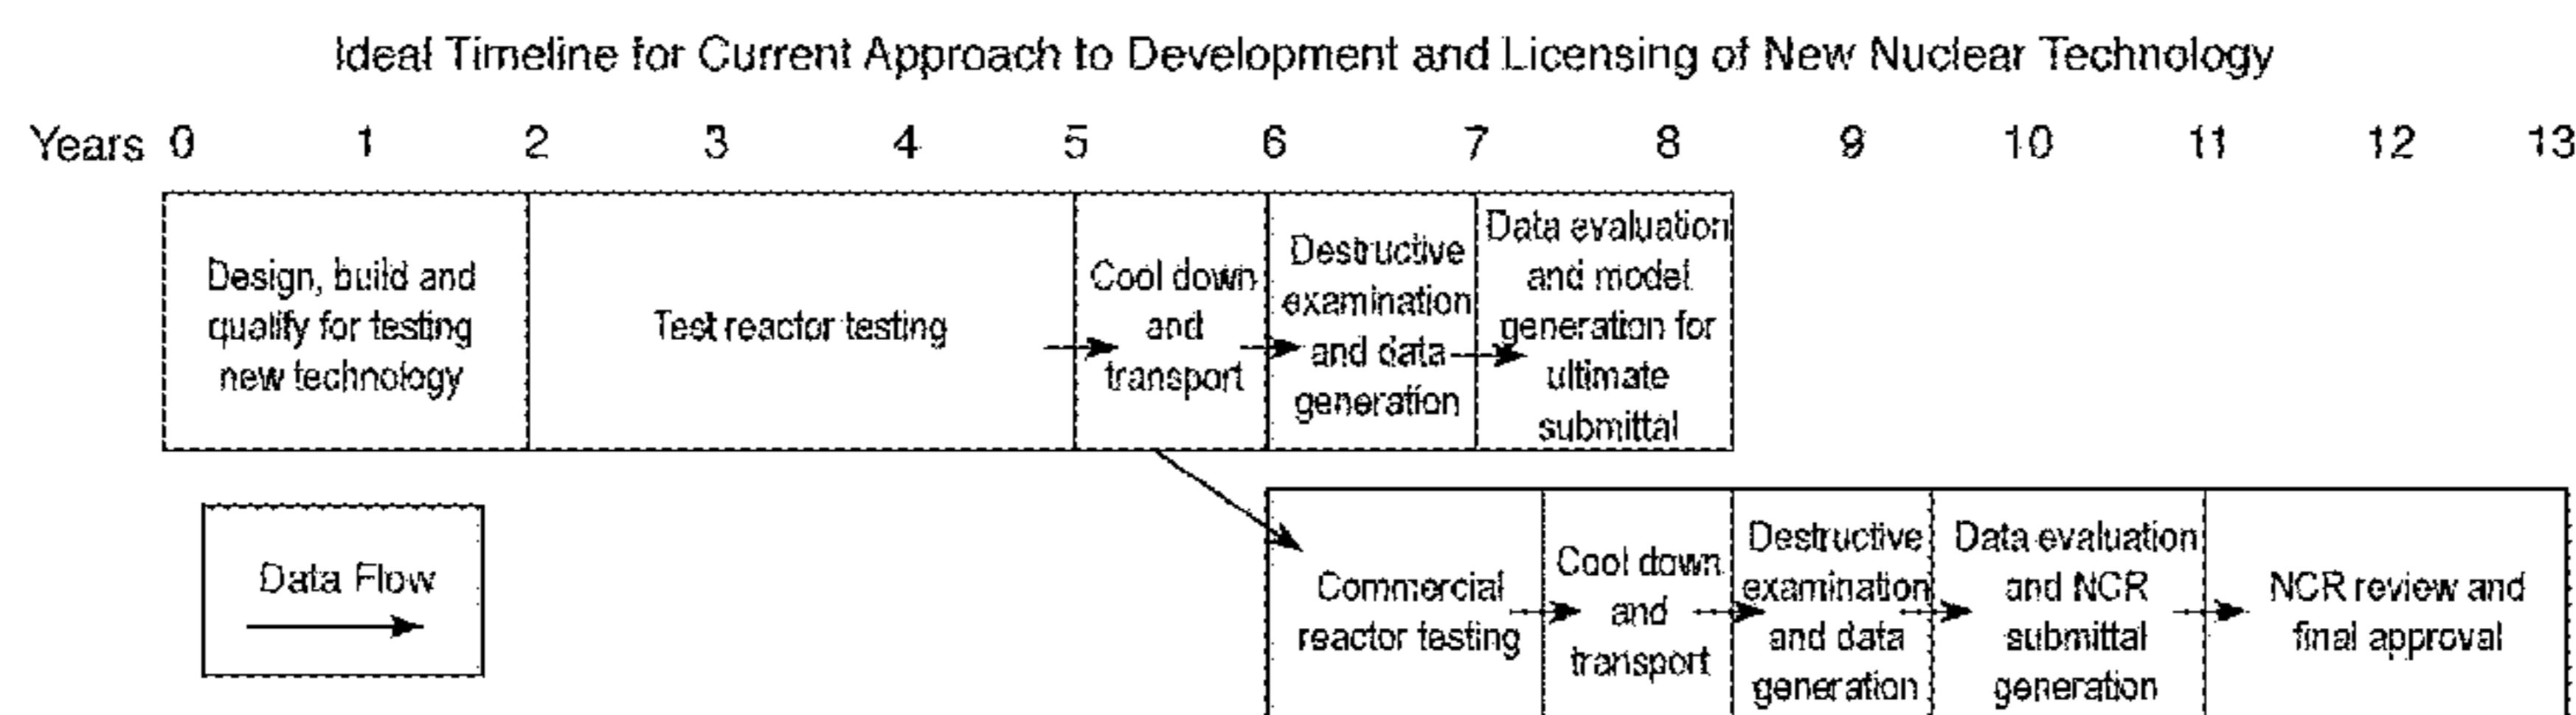 Ideal Timeline for Current Approach to Development and Licensing of New Nuclear Technology
Years 0 1 2 3 4 5 6 7 8 9 10 11 12 13
Design, build and
qualify for testing
new technology
Test reactor testing
Cool down
and
transport
Destructive
examination
and data
generation
Data evaluation
and model
generation for
ultimate
submittal
Data Flow
Commercial
reactor testing
Cool down
and
transport
Destructive
examination
and data
generation
Data evaluation
and NCR
submittal
generation
NCR review and
final approval